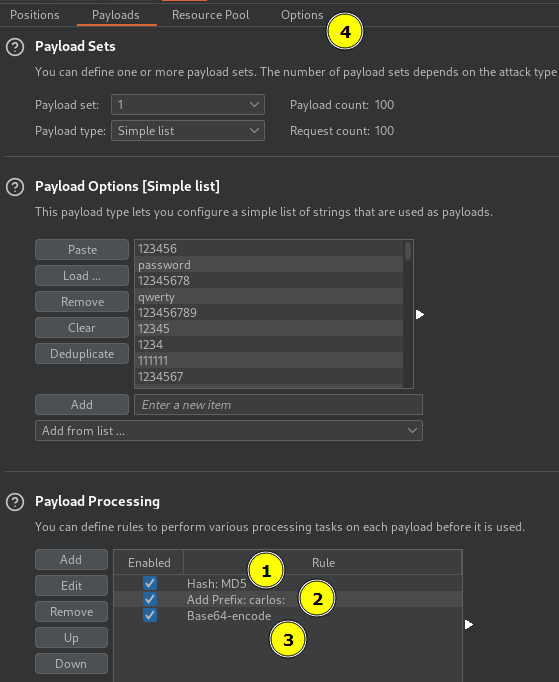 Positions Payloads Resource Pool Options
4
? Payload Sets
You can define one or more payload sets. The number of payload sets depends on the attack type
Payload set: 1 Payload count: 100
Payload type: Simple list Request count: 100
? Payload Options [Simple list]
This payload type lets you configure a simple list of strings that are used as payloads.
Paste
Load ...
Remove
Clear
Deduplicate
123456
password
12345678
qwerty
123456789
12345
1234
111111
1234567
Add Enter a new item
Add from list ...
? Payload Processing
You can define rules to perform various processing tasks on each payload before it is used.
Add
Edit
Remove
Up
Down
Enabled Rule
Hash: MD5 1
Add Prefix: carlos: 2
Base64-encode
3